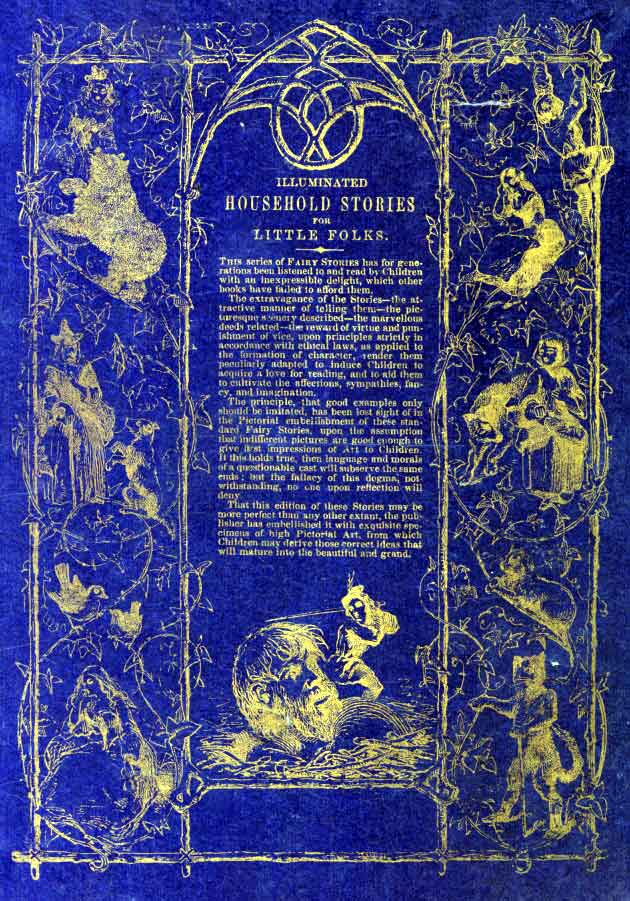 ILLUMINATED
HOUSEHOLD STORIES
FOR
LITTLE FOLKS.
THIS series of FAIRY STORIES has for gene-
rations been listened to and read by Children
with an inexpressible delight, which other
books have failed to afford them.
The extravagance of the Stories—the at-
tractive manner of telling them—the pic-
turesque scenery described—the marvellous
deeds related—the reward of virtue and pun-
ishment of vice, upon principles strictly in
accordance with ethical laws, as applied to
the formation of character, render them
peculiarly adapted to induce Children to
acquire a love for reading, and to aid them
to cultivate the affections, sympathies, fan-
cy, and imagination.
The principle, that good examples only
should be imitated, has been lost sight of in
the Pictorial embellishment of these stan-
dard Fairy Stories, upon the assumption
that indifferent pictures are good enough to
give first impressions of Art to Children.
If this holds true, then language and morals
of a questionable cast will subserve the same
ends; but the fallacy of this dogma, not-
withstanding, no one upon reflection will
deny
That this edition of these Stories may be
more perfect than any other extant, the pub-
lisher has embellished it with exquisite spe-
cimens of high Pictorial Art, from which
Children may derive those correct ideas that
will mature into the beautiful and grand.